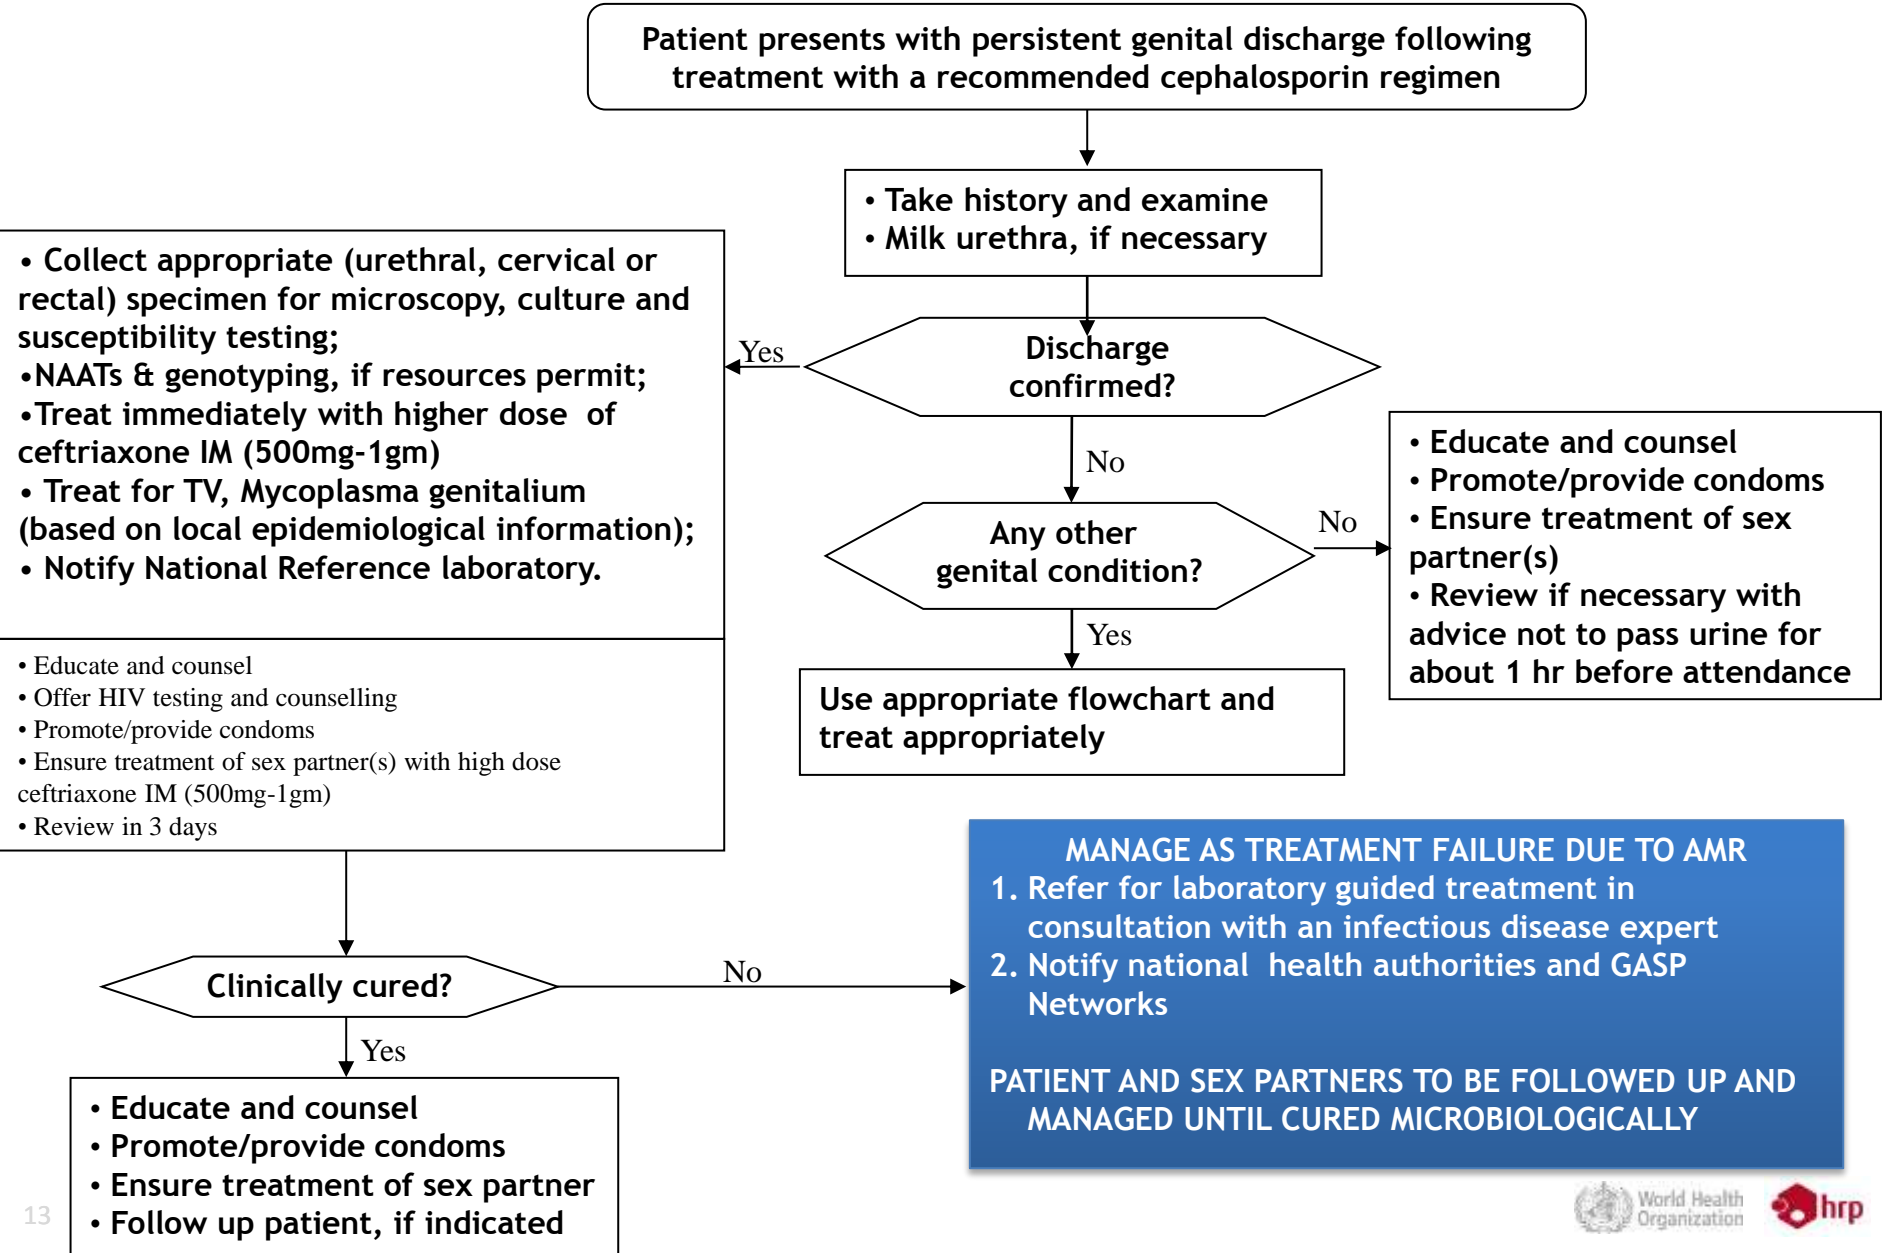 Patient presents with persistent genital discharge following
treatment with a recommended cephalosporin regimen
• Take history and examine
• Milk urethra, if necessary
• Collect appropriate (urethral, cervical or
rectal) specimen for microscopy, culture and
susceptibility testing;
•NAATs & genotyping, if resources permit;
•Treat immediately with higher dose of
ceftriaxone IM (500mg-1gm)
• Treat for TV, Mycoplasma genitalium
(based on local epidemiological information);
• Notify National Reference laboratory.
Yes
Discharge
confirmed?
No
Any other
genital condition?
No
• Educate and counsel
• Promote/provide condoms
• Ensure treatment of sex
partner(s)
• Review if necessary with
advice not to pass urine for
about 1 hr before attendance
Yes
Use appropriate flowchart and
treat appropriately
• Educate and counsel
• Offer HIV testing and counselling
• Promote/provide condoms
• Ensure treatment of sex partner(s) with high dose
ceftriaxone IM (500mg-1gm)
• Review in 3 days
Clinically cured?
No
MANAGE AS TREATMENT FAILURE DUE TO AMR
1. Refer for laboratory guided treatment in
consultation with an infectious disease expert
2. Notify national health authorities and GASP
Networks
PATIENT AND SEX PARTNERS TO BE FOLLOWED UP AND
MANAGED UNTIL CURED MICROBIOLOGICALLY
Yes
• Educate and counsel
• Promote/provide condoms
• Ensure treatment of sex partner
• Follow up patient, if indicated
13
World Health
Organization
hrp